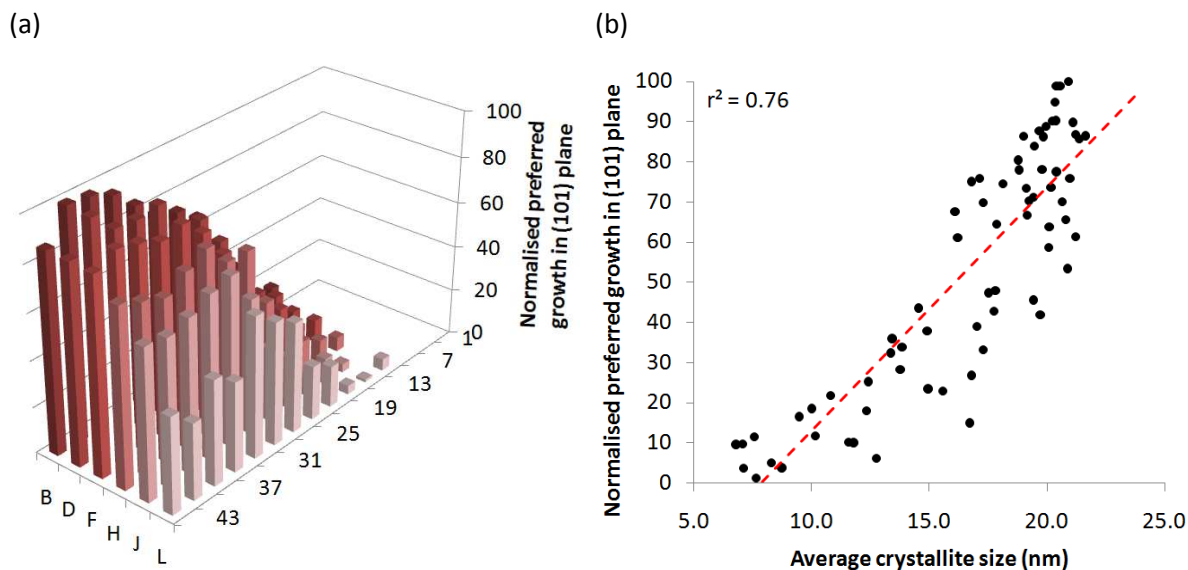 (a)
100
80
60
40
20
0
Normalised preferred
growth in (101) plane
1
7
13
19
25
31
37
43
B
D
F
H
J
L
(b)
r² = 0.76
Normalised preferred growth in (101) plane
100
90
80
70
60
50
40
30
20
10
0
5.0
10.0
15.0
20.0
25.0
Average crystallite size (nm)